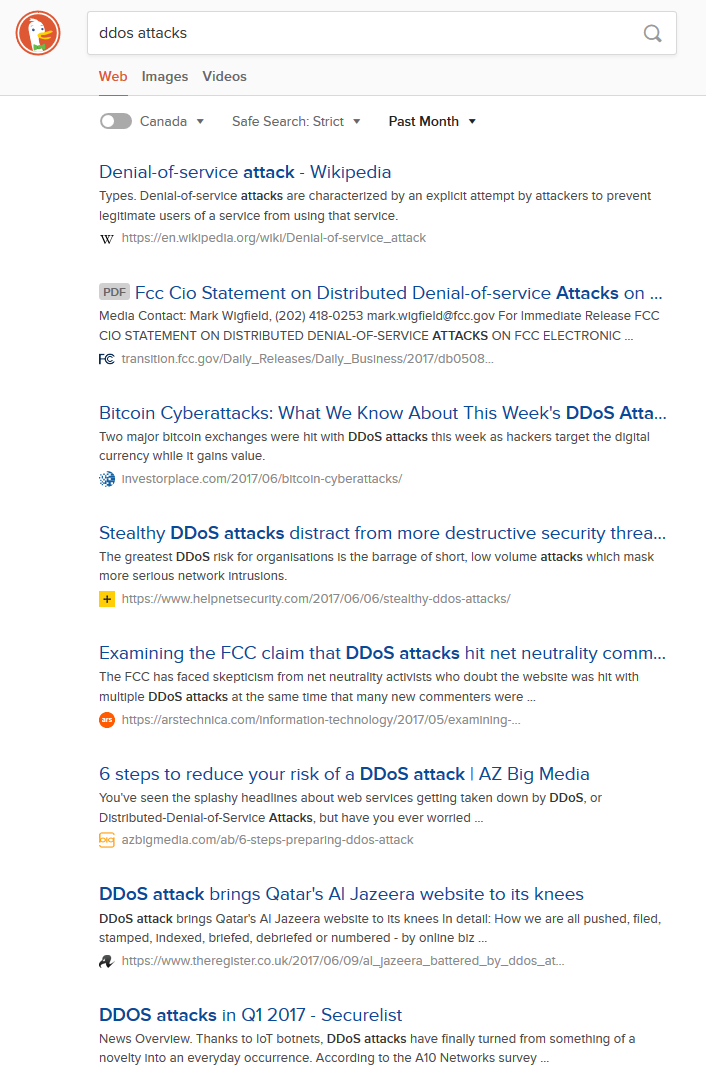 ddos attacks
Web Images Videos
Canada Safe Search: Strict Past Month
Denial-of-service attack - Wikipedia
Types. Denial-of-service attacks are characterized by an explicit attempt by attackers to prevent
legitimate users of a service from using that service.
W https://en.wikipedia.org/wiki/Denial-of-service_attack
PDF Fcc Cio Statement on Distributed Denial-of-service Attacks on ...
Media Contact: Mark Wigfield, (202) 418-0253 mark.wigfield@fcc.gov For Immediate Release FCC
CIO STATEMENT ON DISTRIBUTED DENIAL-OF-SERVICE ATTACKS ON FCC ELECTRONIC ...
FC transition.fcc.gov/Daily_Releases/Daily_Business/2017/db0508...
Bitcoin Cyberattacks: What We Know About This Week's DDoS Atta...
Two major bitcoin exchanges were hit with DDoS attacks this week as hackers target the digital
currency while it gains value.
investorplace.com/2017/06/bitcoin-cyberattacks/
Stealthy DDoS attacks distract from more destructive security threa...
The greatest DDoS risk for organisations is the barrage of short, low volume attacks which mask
more serious network intrusions.
+ https://www.helpnetsecurity.com/2017/06/06/stealthy-ddos-attacks/
Examining the FCC claim that DDoS attacks hit net neutrality comm...
The FCC has faced skepticism from net neutrality activists who doubt the website was hit with
multiple DDoS attacks at the same time that many new commenters were ...
ars https://arstechnica.com/information-technology/2017/05/examining-...
6 steps to reduce your risk of a DDoS attack | AZ Big Media
You've seen the splashy headlines about web services getting taken down by DDoS, or
Distributed-Denial-of-Service Attacks, but have you ever worried ...
BIG azbigmedia.com/ab/6-steps-preparing-ddos-attack
DDoS attack brings Qatar's Al Jazeera website to its knees
DDoS attack brings Qatar's Al Jazeera website to its knees In detail: How we are all pushed, filed,
stamped, indexed, briefed, debriefed or numbered - by online biz ...
https://www.theregister.co.uk/2017/06/09/al_jazeera_battered_by_ddos_at...
DDOS attacks in Q1 2017 - Securelist
News Overview. Thanks to IoT botnets, DDoS attacks have finally turned from something of a
novelty into an everyday occurrence. According to the A10 Networks survey ...